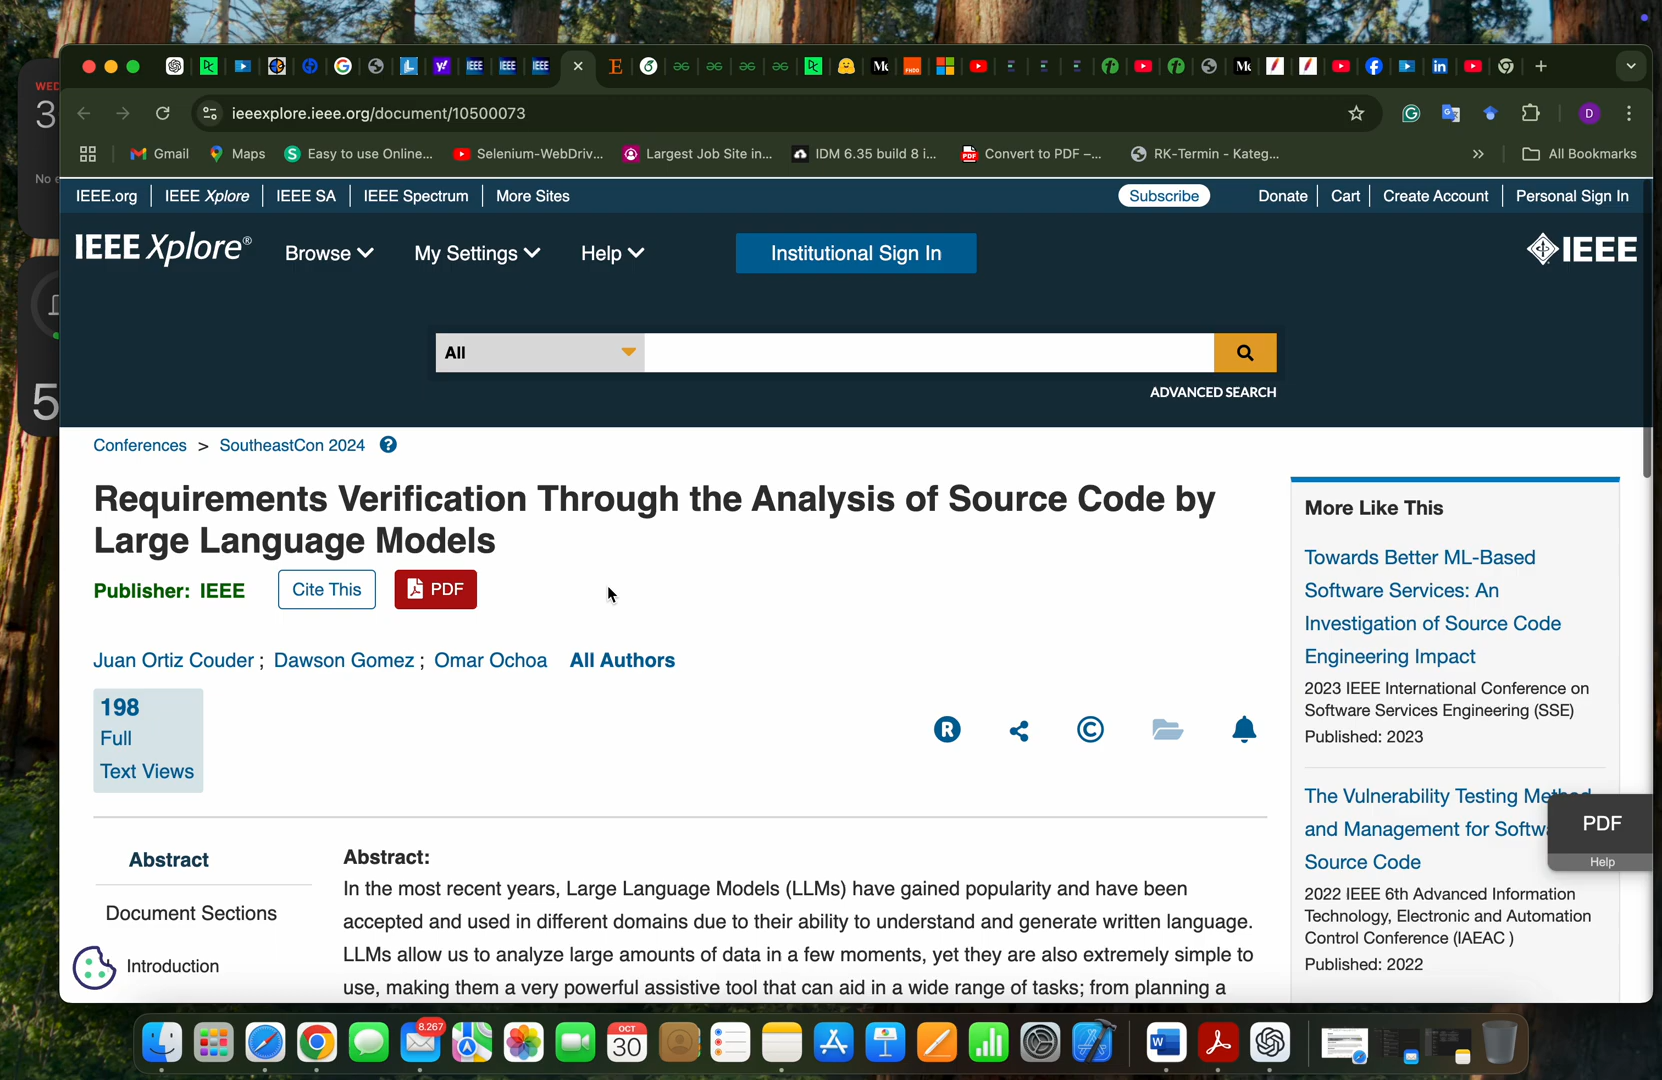 WED
3
No e
5
ieeexplore.ieee.org/document/10500073
D
Gmail
Maps
Easy to use Online...
Selenium-WebDriv...
Largest Job Site in...
IDM 6.35 build 8 i...
Convert to PDF –...
RK-Termin - Kateg...
All Bookmarks
IEEE.org
IEEE Xplore
IEEE SA
IEEE Spectrum
More Sites
Subscribe
Donate
Cart
Create Account
Personal Sign In
IEEE Xplore®
Browse
My Settings
Help
Institutional Sign In
IEEE
All
ADVANCED SEARCH
Conferences > SoutheastCon 2024
Requirements Verification Through the Analysis of Source Code by
Large Language Models
Publisher: IEEE
Cite This
PDF
Juan Ortiz Couder ; Dawson Gomez ; Omar Ochoa All Authors
198
Full
Text Views
Abstract
Document Sections
Introduction
Abstract:
In the most recent years, Large Language Models (LLMs) have gained popularity and have been
accepted and used in different domains due to their ability to understand and generate written language.
LLMs allow us to analyze large amounts of data in a few moments, yet they are also extremely simple to
use, making them a very powerful assistive tool that can aid in a wide range of tasks; from planning a
More Like This
Towards Better ML-Based
Software Services: An
Investigation of Source Code
Engineering Impact
2023 IEEE International Conference on
Software Services Engineering (SSE)
Published: 2023
The Vulnerability Testing Method
and Management for Softw
Source Code
2022 IEEE 6th Advanced Information
Technology, Electronic and Automation
Control Conference (IAEAC )
Published: 2022
PDF
Help
8.267
OCT
30